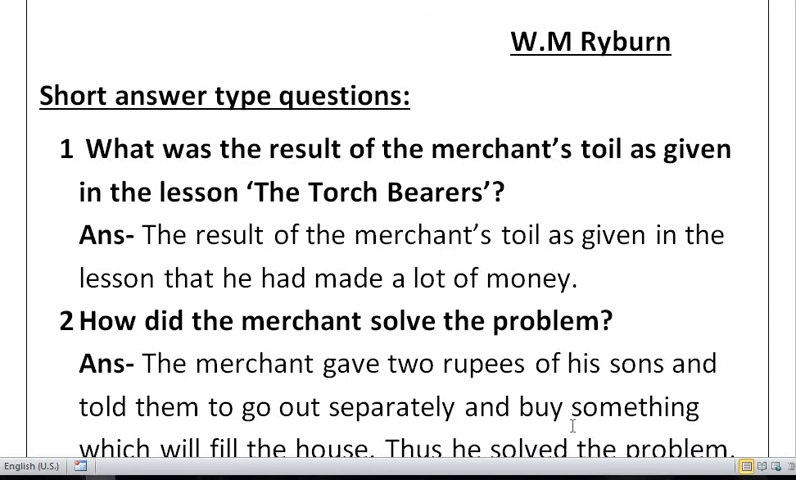 W.M Ryburn
Short answer type questions:
1 What was the result of the merchant’s toil as given
in the lesson ‘The Torch Bearers’?
Ans- The result of the merchant’s toil as given in the
lesson that he had made a lot of money.
2 How did the merchant solve the problem?
Ans- The merchant gave two rupees of his sons and
told them to go out separately and buy something
which will fill the house. Thus he solved the problem.
English (U.S.)